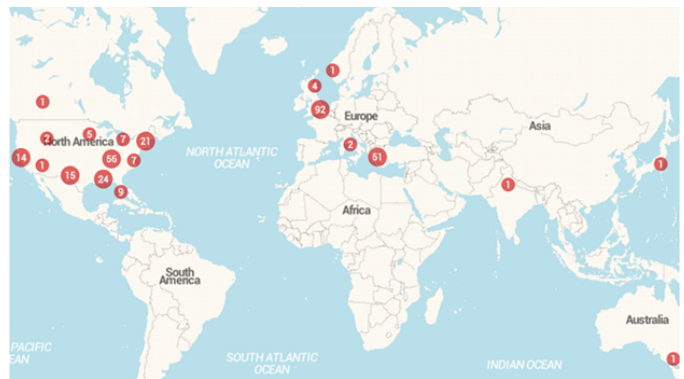 1
4
1
92
Europe
Asia
2
North America
5
7
21
14
1
56
7
15
24
9
NORTH ATLANTIC
OCEAN
2
51
1
1
Africa
South
America
Australia
PACIFIC
EAN
SOUTH ATLANTIC
OCEAN
INDIAN OCEAN
1